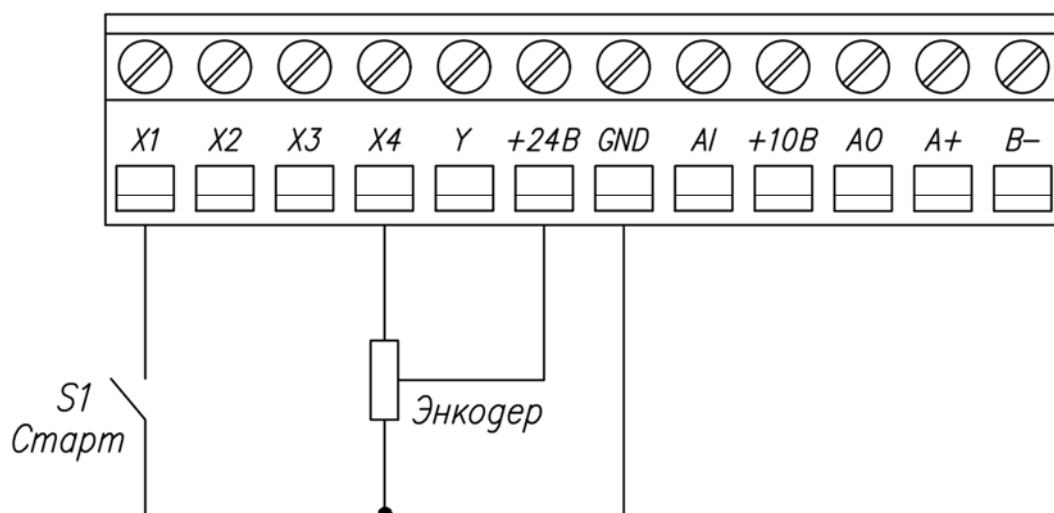 X1 X2 X3 X4 Y +24В GND AI +10В AO A+ B-
S1
Старт
Энкодер